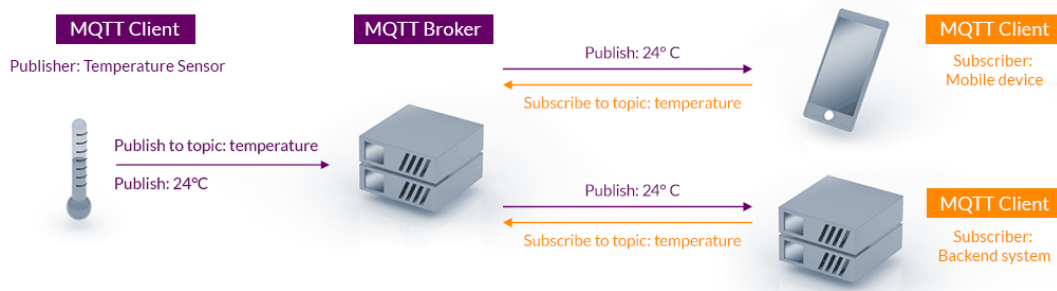 MQTT Client
Publisher: Temperature Sensor
Publish to topic: temperature
Publish: 24°C
MQTT Broker
Publish: 24° C
Subscribe to topic: temperature
MQTT Client
Subscriber:
Mobile device
Publish: 24° C
Subscribe to topic: temperature
MQTT Client
Subscriber:
Backend system